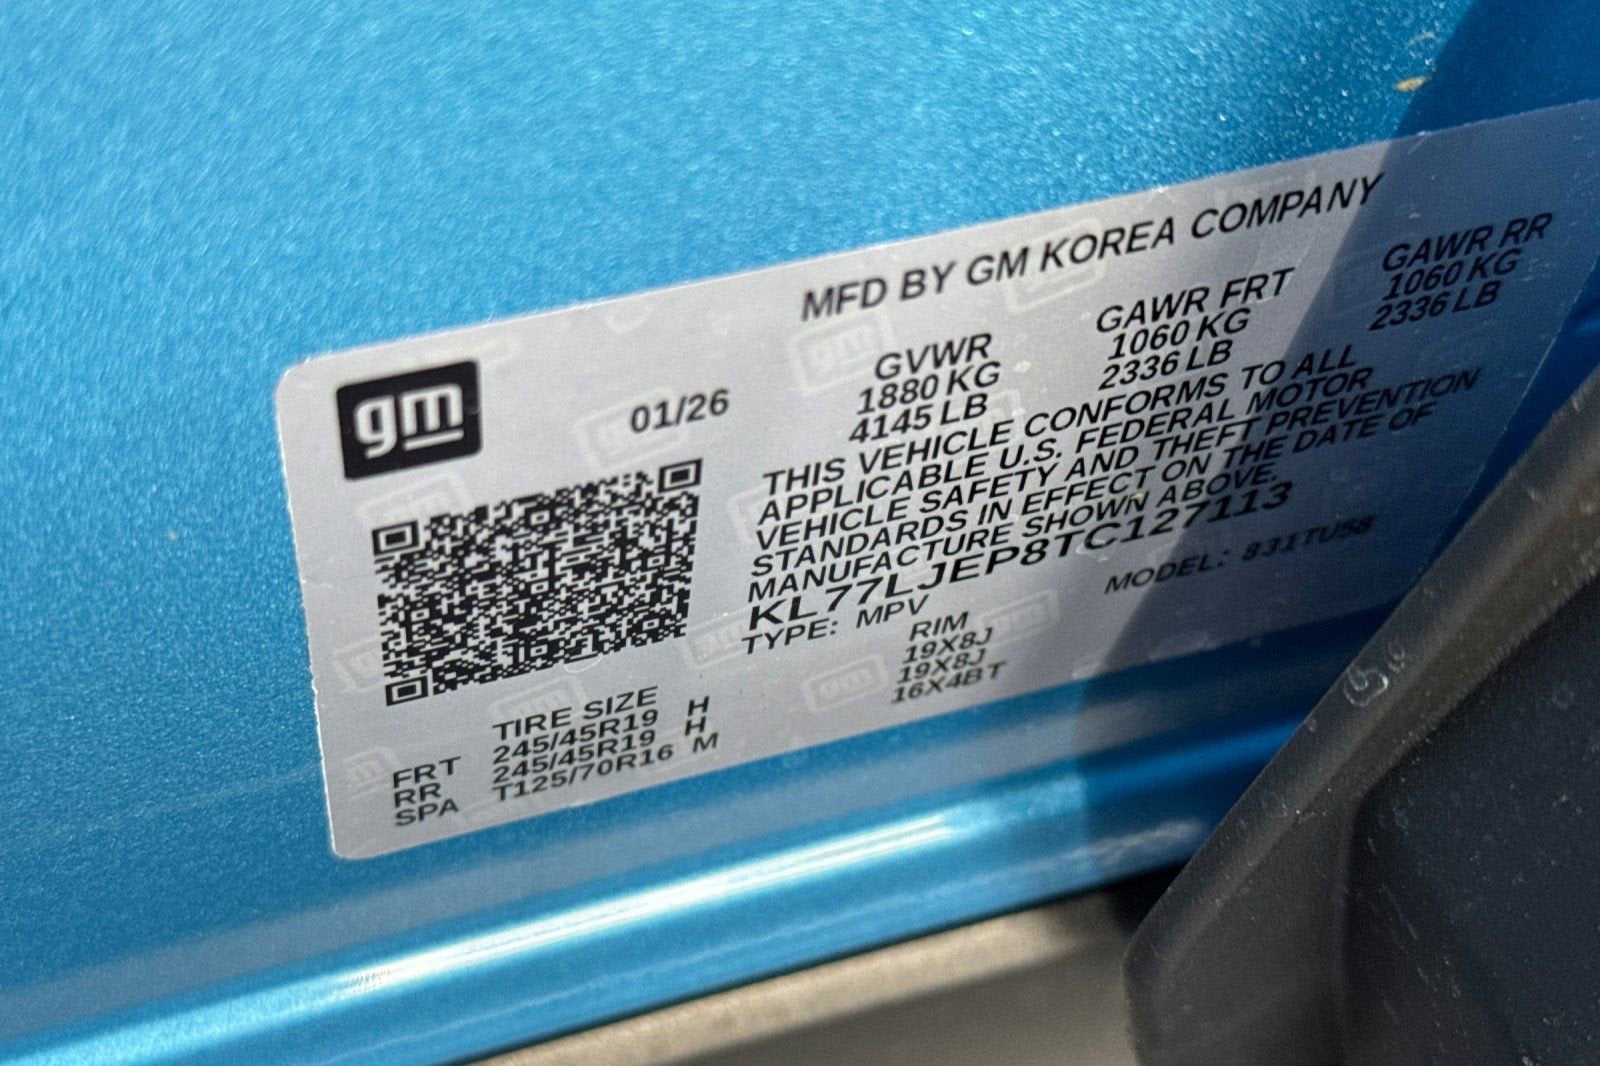 gm
01/26
MFD BY GM KOREA COMPANY
GVWR GAWR FRT GAWR RR
1880 KG 1060 KG 1060 KG
4145 LB 2336 LB 2336 LB
THIS VEHICLE CONFORMS TO ALL
APPLICABLE U.S. FEDERAL MOTOR
VEHICLE SAFETY AND THEFT PREVENTION
STANDARDS IN EFFECT ON THE DATE OF
MANUFACTURE SHOWN ABOVE.
KL77LJEP8TC127113
TYPE: MPV MODEL: 831TU58
TIRE SIZE RIM
FRT 245/45R19 H 19X8J
RR 245/45R19 H 19X8J
SPA T125/70R16 M 16X4BT